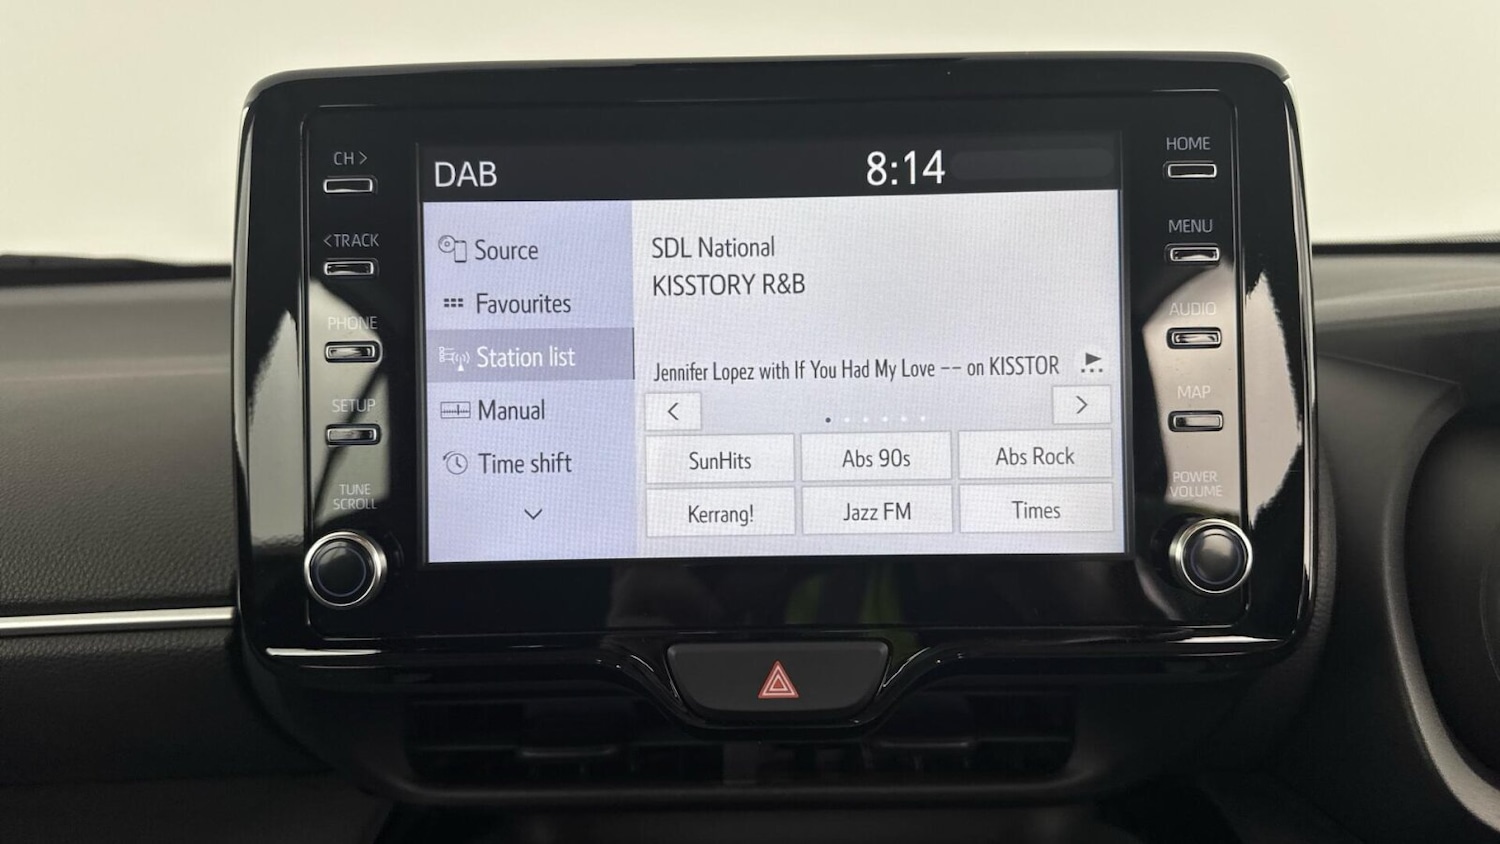 CH >
< TRACK
PHONE
SETUP
TUNE
SCROLL
DAB
8:14
Source
Favourites
Station list
Manual
Time shift
SDL National
KISSTORY R&B
Jennifer Lopez with If You Had My Love -- on KISSTOR
<
>
SunHits
Abs 90s
Abs Rock
Kerrang!
Jazz FM
Times
HOME
MENU
AUDIO
MAP
POWER
VOLUME